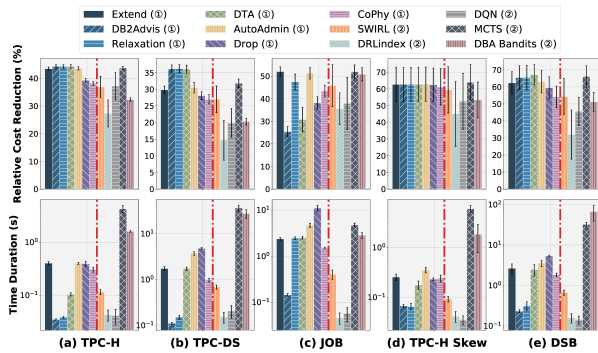 Extend (①) DTA (①) CoPhy (①) DQN (②)
DB2Advis (①) AutoAdmin (①) SWIRL (②) MCTS (②)
Relaxation (①) Drop (①) DRLindex (②) DBA Bandits (②)
Relative Cost Reduction (%)
40 30 20 10 0
35 30 25 20 15 10 5 0
50 40 30 20 10 0
80 70 60 50 40 30 20 10 0
70 60 50 40 30 20 10 0
Time Duration (s)
10⁰ 10⁻¹
10¹ 10⁰ 10⁻¹
10¹ 10⁰ 10⁻¹
10⁰ 10⁻¹
10² 10¹ 10⁰ 10⁻¹
(a) TPC-H (b) TPC-DS (c) JOB (d) TPC-H Skew (e) DSB